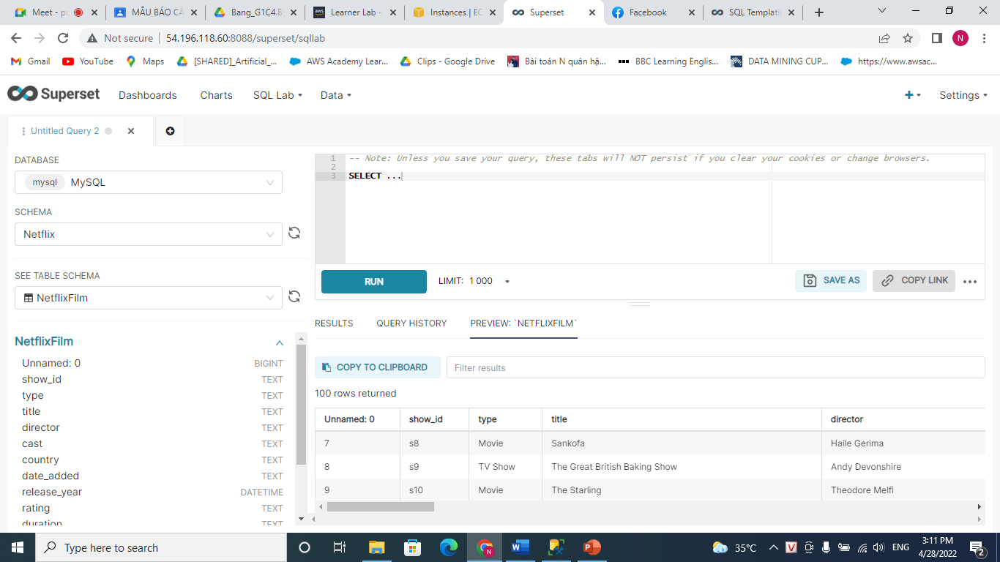 Meet - pu
MẪU BÁO CÁ
Bang_G1C4.B
Learner Lab -
Instances | EC
Superset
Facebook
SQL Templatin
Not secure | 54.196.118.60:8088/superset/sqllab
N
Gmail
YouTube
Maps
[SHARED]_Artificial_...
AWS Academy Lear...
Clips - Google Drive
Bài toán N quân hậ...
BBC Learning Englis...
DATA MINING CUP...
https://www.awsac...
Superset
Dashboards
Charts
SQL Lab
Data
Settings
Untitled Query 2
DATABASE
mysql MySQL
SCHEMA
Netflix
SEE TABLE SCHEMA
NetflixFilm
NetflixFilm
Unnamed: 0 BIGINT
show_id TEXT
type TEXT
title TEXT
director TEXT
cast TEXT
country TEXT
date_added TEXT
release_year DATETIME
rating TEXT
duration TEXT
1 -- Note: Unless you save your query, these tabs will NOT persist if you clear your cookies or change browsers.
2
3 SELECT ...
RUN
LIMIT: 1 000
SAVE AS
COPY LINK
RESULTS
QUERY HISTORY
PREVIEW: `NETFLIXFILM`
COPY TO CLIPBOARD
Filter results
100 rows returned
Unnamed: 0 show_id type title director
7 s8 Movie Sankofa Haile Gerima
8 s9 TV Show The Great British Baking Show Andy Devonshire
9 s10 Movie The Starling Theodore Melfi
Type here to search
35°C
ENG
3:11 PM
4/28/2022
2